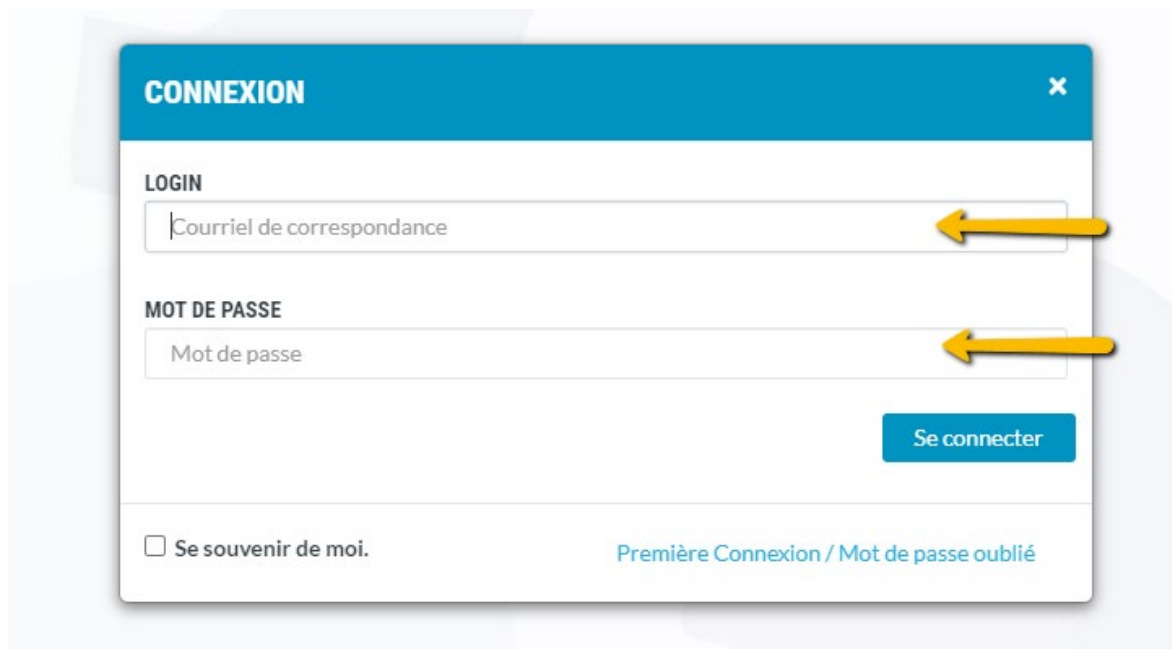 CONNEXION ×
LOGIN
Courriel de correspondance
MOT DE PASSE
Mot de passe
Se connecter
Se souvenir de moi.
Première Connexion / Mot de passe oublié